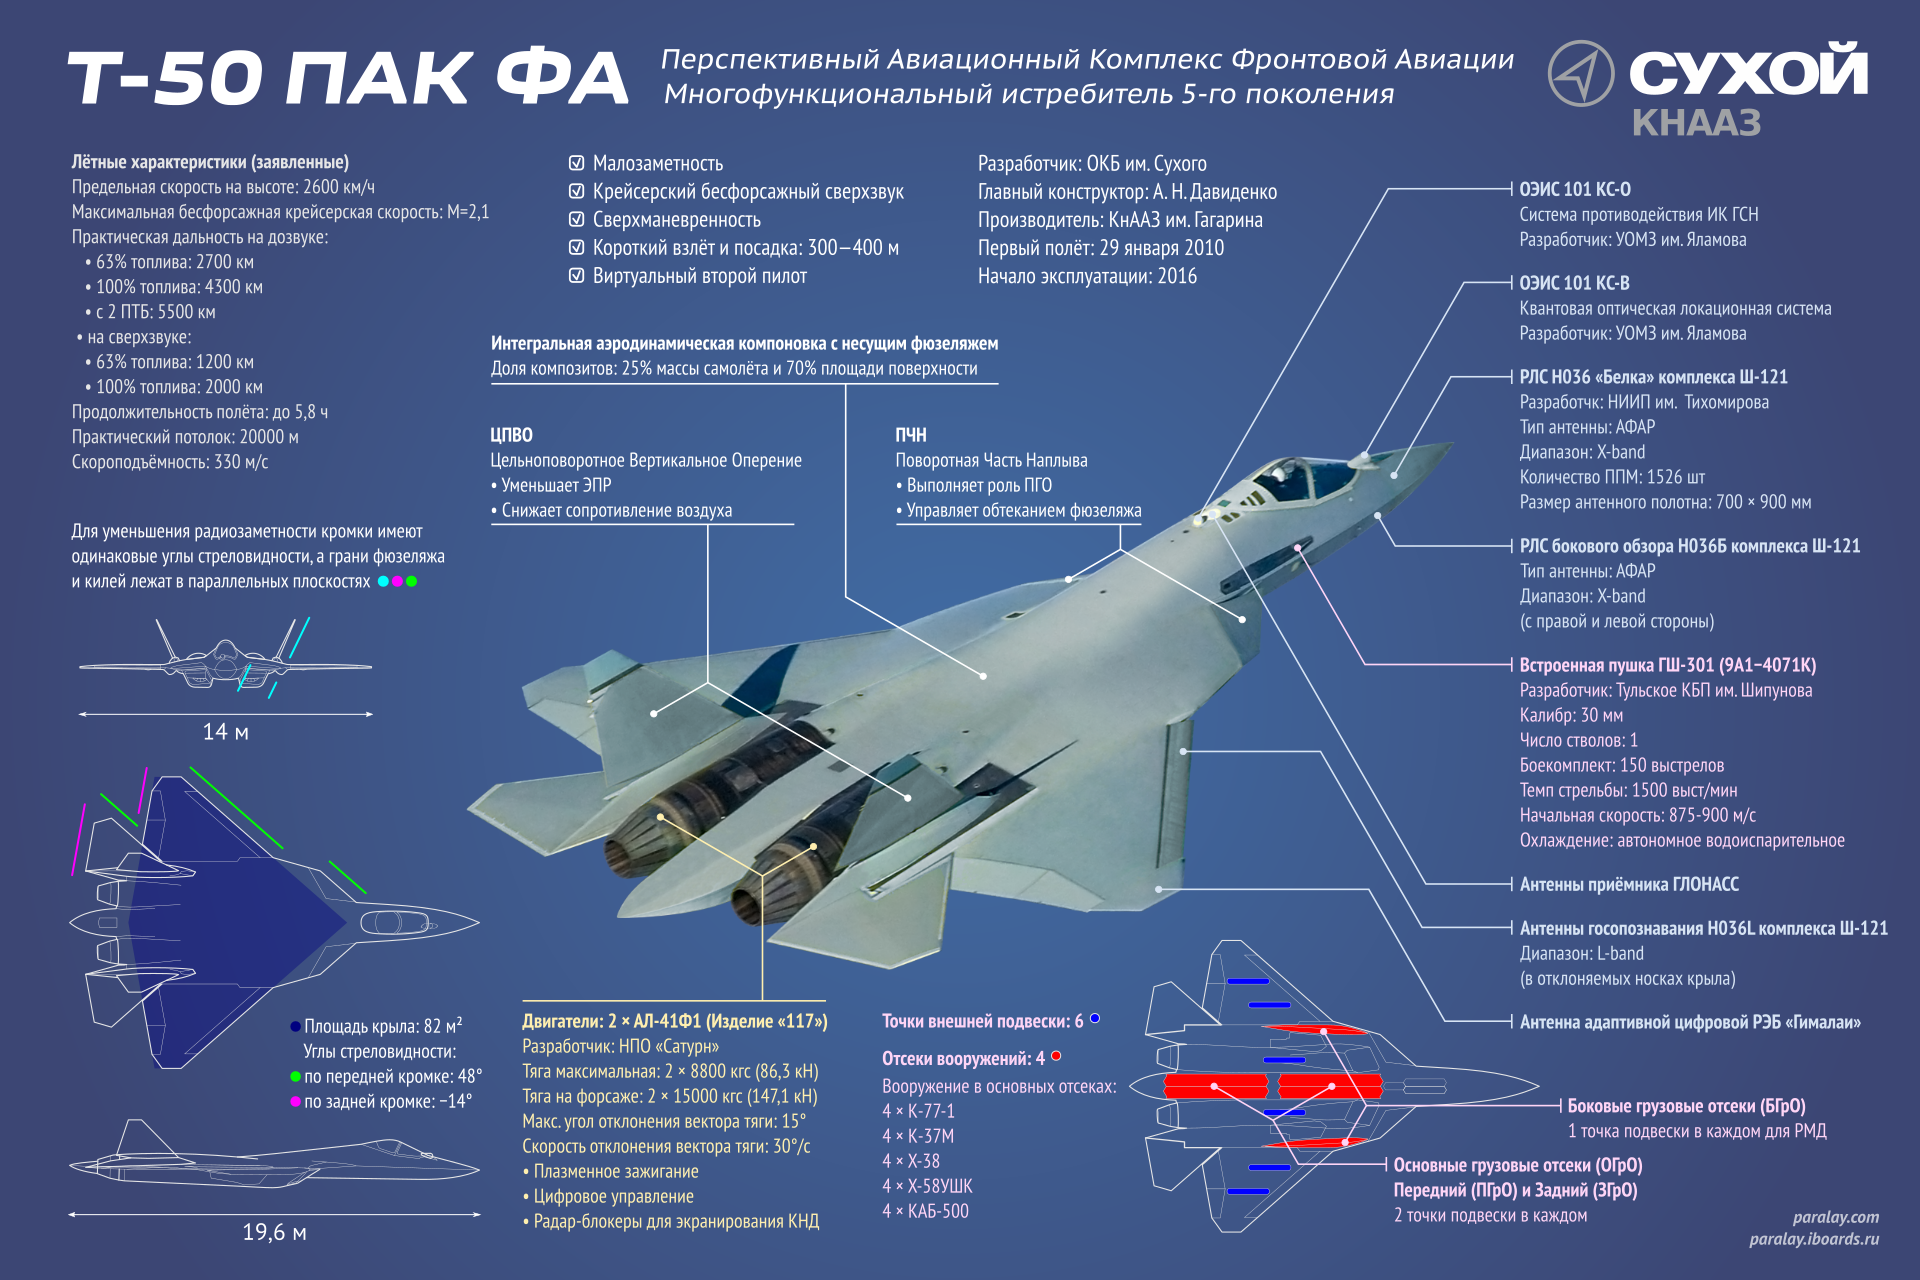 Т-50 ПАК ФА
Перспективный Авиационный Комплекс Фронтовой Авиации
Многофункциональный истребитель 5-го поколения
СУХОЙ
КНААЗ
Лётные характеристики (заявленные)
Предельная скорость на высоте: 2600 км/ч
Максимальная бесфорсажная крейсерская скорость: М=2,1
Практическая дальность на дозвуке:
• 63% топлива: 2700 км
• 100% топлива: 4300 км
• с 2 ПТБ: 5500 км
• на сверхзвуке:
• 63% топлива: 1200 км
• 100% топлива: 2000 км
Продолжительность полёта: до 5,8 ч
Практический потолок: 20000 м
Скороподъёмность: 330 м/с
Малозаметность
Крейсерский бесфорсажный сверхзвук
Сверхманевренность
Короткий взлёт и посадка: 300–400 м
Виртуальный второй пилот
Разработчик: ОКБ им. Сухого
Главный конструктор: А. Н. Давиденко
Производитель: КнААЗ им. Гагарина
Первый полёт: 29 января 2010
Начало эксплуатации: 2016
Интегральная аэродинамическая компоновка с несущим фюзеляжем
Доля композитов: 25% массы самолёта и 70% площади поверхности
ЦПВО
Цельноповоротное Вертикальное Оперение
• Уменьшает ЭПР
• Снижает сопротивление воздуха
ПЧН
Поворотная Часть Наплыва
• Выполняет роль ПГО
• Управляет обтеканием фюзеляжа
Для уменьшения радиозаметности кромки имеют
одинаковые углы стреловидности, а грани фюзеляжа
и килей лежат в параллельных плоскостях
14 м
Площадь крыла: 82 м²
Углы стреловидности:
по передней кромке: 48°
по задней кромке: −14°
19,6 м
Двигатели: 2 × АЛ-41Ф1 (Изделие «117»)
Разработчик: НПО «Сатурн»
Тяга максимальная: 2 × 8800 кгс (86,3 кН)
Тяга на форсаже: 2 × 15000 кгс (147,1 кН)
Макс. угол отклонения вектора тяги: 15°
Скорость отклонения вектора тяги: 30°/с
• Плазменное зажигание
• Цифровое управление
• Радар-блокеры для экранирования КНД
Точки внешней подвески: 6
Отсеки вооружений: 4
Вооружение в основных отсеках:
4 × К-77-1
4 × К-37М
4 × Х-38
4 × Х-58УШК
4 × КАБ-500
ОЭИС 101 КС-О
Система противодействия ИК ГСН
Разработчик: УОМЗ им. Яламова
ОЭИС 101 КС-В
Квантовая оптическая локационная система
Разработчик: УОМЗ им. Яламова
РЛС Н036 «Белка» комплекса Ш-121
Разработчк: НИИП им. Тихомирова
Тип антенны: АФАР
Диапазон: X-band
Количество ППМ: 1526 шт
Размер антенного полотна: 700 × 900 мм
РЛС бокового обзора Н036Б комплекса Ш-121
Тип антенны: АФАР
Диапазон: X-band
(с правой и левой стороны)
Встроенная пушка ГШ-301 (9А1−4071К)
Разработчик: Тульское КБП им. Шипунова
Калибр: 30 мм
Число стволов: 1
Боекомплект: 150 выстрелов
Темп стрельбы: 1500 выст/мин
Начальная скорость: 875-900 м/с
Охлаждение: автономное водоиспарительное
Антенны приёмника ГЛОНАСС
Антенны госопознавания H036L комплекса Ш-121
Диапазон: L-band
(в отклоняемых носках крыла)
Антенна адаптивной цифровой РЭБ «Гималаи»
Боковые грузовые отсеки (БГрО)
1 точка подвески в каждом для РМД
Основные грузовые отсеки (ОГрО)
Передний (ПГрО) и Задний (ЗГрО)
2 точки подвески в каждом
paralay.com
paralay.iboards.ru